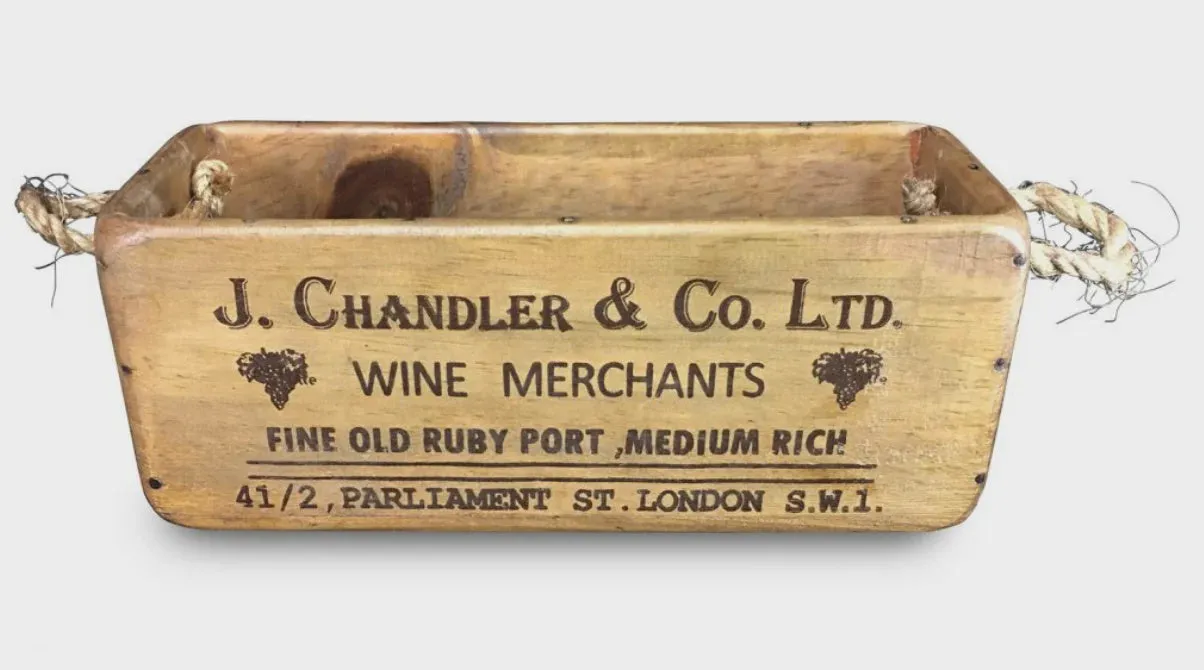 J. CHANDLER & CO. LTD.
WINE MERCHANTS
FINE OLD RUBY PORT ,MEDIUM RICH
41/2,PARLIAMENT ST.LONDON S.W.1.